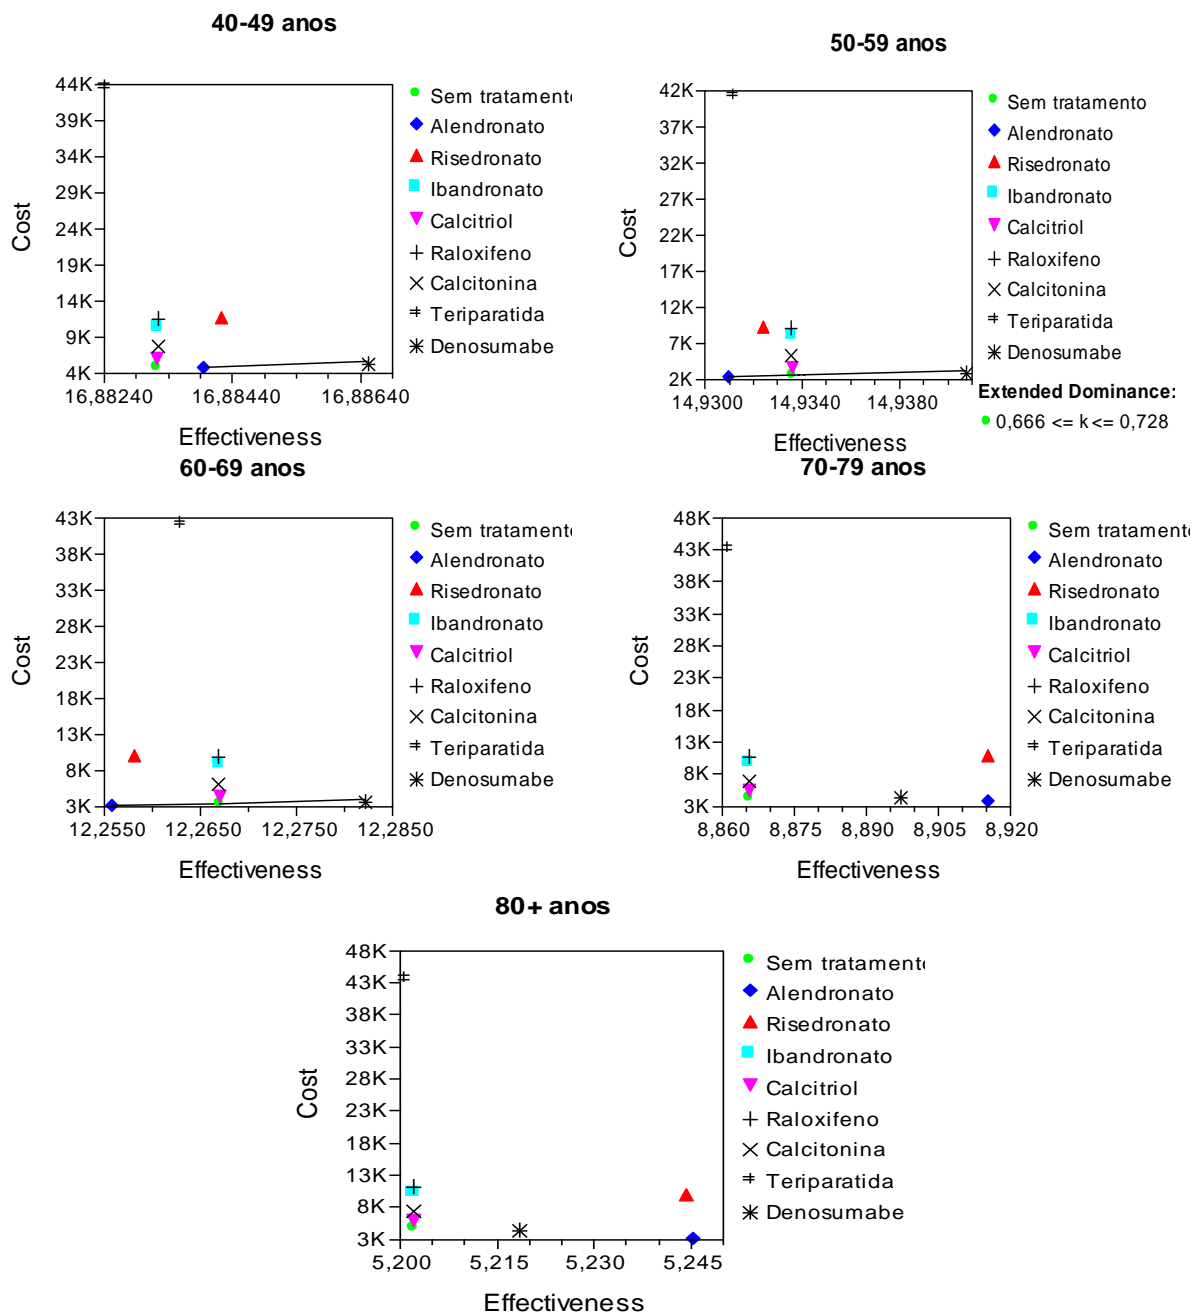 40-49 anos
44K
39K
34K
29K
24K
19K
14K
9K
4K
Cost
16,88240
16,88440
16,88640
Effectiveness
Sem tratamento
Alendronato
Risedronato
Ibandronato
Calcitriol
Raloxifeno
Calcitonina
Teriparatida
Denosumabe
50-59 anos
42K
37K
32K
27K
22K
17K
12K
7K
2K
Cost
14,9300
14,9340
14,9380
Effectiveness
Sem tratamento
Alendronato
Risedronato
Ibandronato
Calcitriol
Raloxifeno
Calcitonina
Teriparatida
Denosumabe
Extended Dominance:
0,666 <= k<= 0,728
60-69 anos
43K
38K
33K
28K
23K
18K
13K
8K
3K
Cost
12,2550
12,2650
12,2750
12,2850
Effectiveness
Sem tratamento
Alendronato
Risedronato
Ibandronato
Calcitriol
Raloxifeno
Calcitonina
Teriparatida
Denosumabe
70-79 anos
48K
43K
38K
33K
28K
23K
18K
13K
8K
3K
Cost
8,860
8,875
8,890
8,905
8,920
Effectiveness
Sem tratamento
Alendronato
Risedronato
Ibandronato
Calcitriol
Raloxifeno
Calcitonina
Teriparatida
Denosumabe
80+ anos
48K
43K
38K
33K
28K
23K
18K
13K
8K
3K
Cost
5,200
5,215
5,230
5,245
Effectiveness
Sem tratamento
Alendronato
Risedronato
Ibandronato
Calcitriol
Raloxifeno
Calcitonina
Teriparatida
Denosumabe